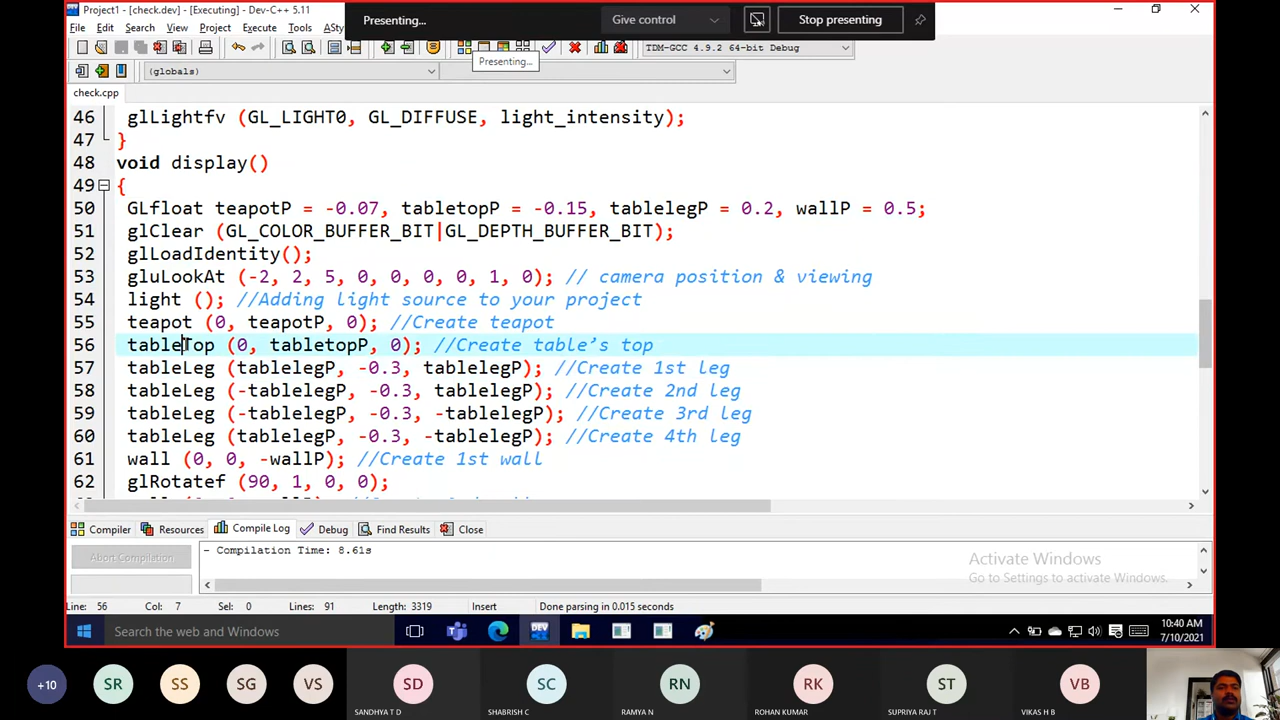 Project1 - [check.dev] - [Executing] - Dev-C++ 5.11
Presenting...
Give control
Stop presenting
File Edit Search View Project Execute Tools AStyle
Presenting...
TDM-GCC 4.9.2 64-bit Debug
(globals)
check.cpp
46 glLightfv (GL_LIGHT0, GL_DIFFUSE, light_intensity);
47 }
48 void display()
49 {
50 GLfloat teapotP = -0.07, tabletopP = -0.15, tablelegP = 0.2, wallP = 0.5;
51 glClear (GL_COLOR_BUFFER_BIT|GL_DEPTH_BUFFER_BIT);
52 glLoadIdentity();
53 gluLookAt (-2, 2, 5, 0, 0, 0, 0, 1, 0); // camera position & viewing
54 light (); //Adding light source to your project
55 teapot (0, teapotP, 0); //Create teapot
56 tableTop (0, tabletopP, 0); //Create table’s top
57 tableLeg (tablelegP, -0.3, tablelegP); //Create 1st leg
58 tableLeg (-tablelegP, -0.3, tablelegP); //Create 2nd leg
59 tableLeg (-tablelegP, -0.3, -tablelegP); //Create 3rd leg
60 tableLeg (tablelegP, -0.3, -tablelegP); //Create 4th leg
61 wall (0, 0, -wallP); //Create 1st wall
62 glRotatef (90, 1, 0, 0);
Compiler Resources Compile Log Debug Find Results Close
Abort Compilation
- Compilation Time: 8.61s
Activate Windows
Go to Settings to activate Windows.
Line: 56 Col: 7 Sel: 0 Lines: 91 Length: 3319 Insert Done parsing in 0.015 seconds
Search the web and Windows
10:40 AM
7/10/2021
+10 SR SS SG VS SD SC RN RK ST VB
SANDHYA T D SHABRISH C RAMYA N ROHAN KUMAR SUPRIYA RAJ T VIKAS H B